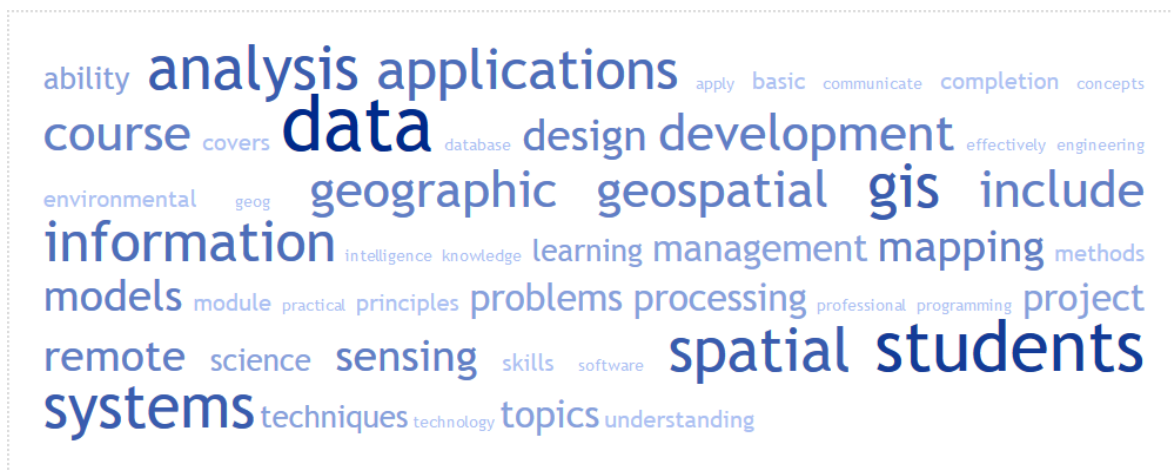 ability analysis applications apply basic communicate completion concepts
course covers data database design development effectively engineering
environmental geog geographic geospatial gis include
information intelligence knowledge learning management mapping methods
models module practical principles problems processing professional programming project
remote science sensing skills software spatial students
systems techniques technology topics understanding